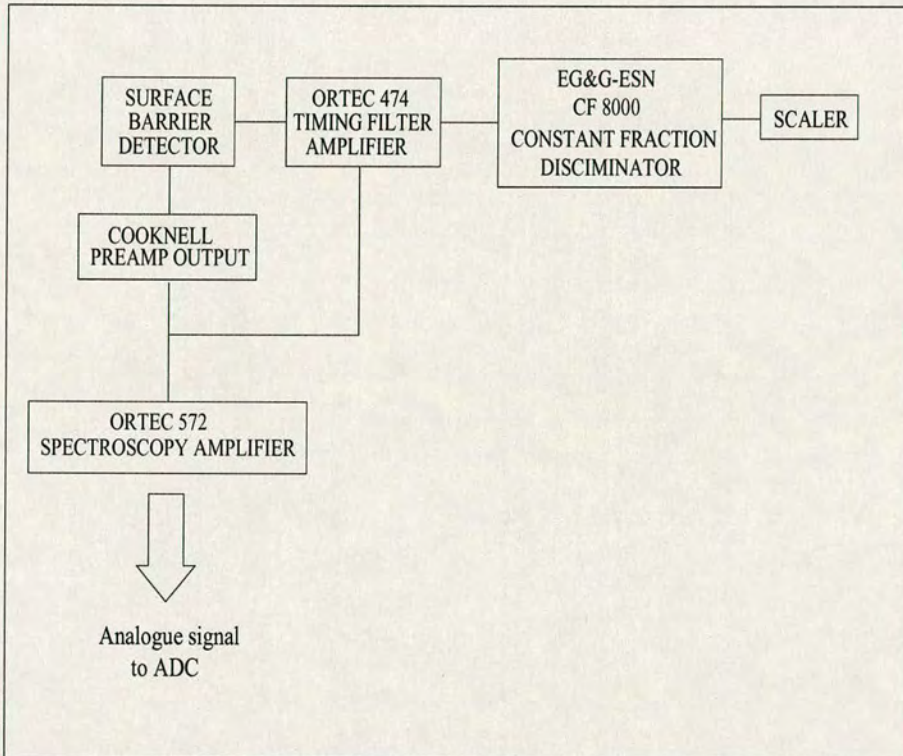 SURFACE
BARRIER
DETECTOR
ORTEC 474
TIMING FILTER
AMPLIFIER
EG&G-ESN
CF 8000
CONSTANT FRACTION
DISCIMINATOR
SCALER
COOKNELL
PREAMP OUTPUT
ORTEC 572
SPECTROSCOPY AMPLIFIER
Analogue signal
to ADC